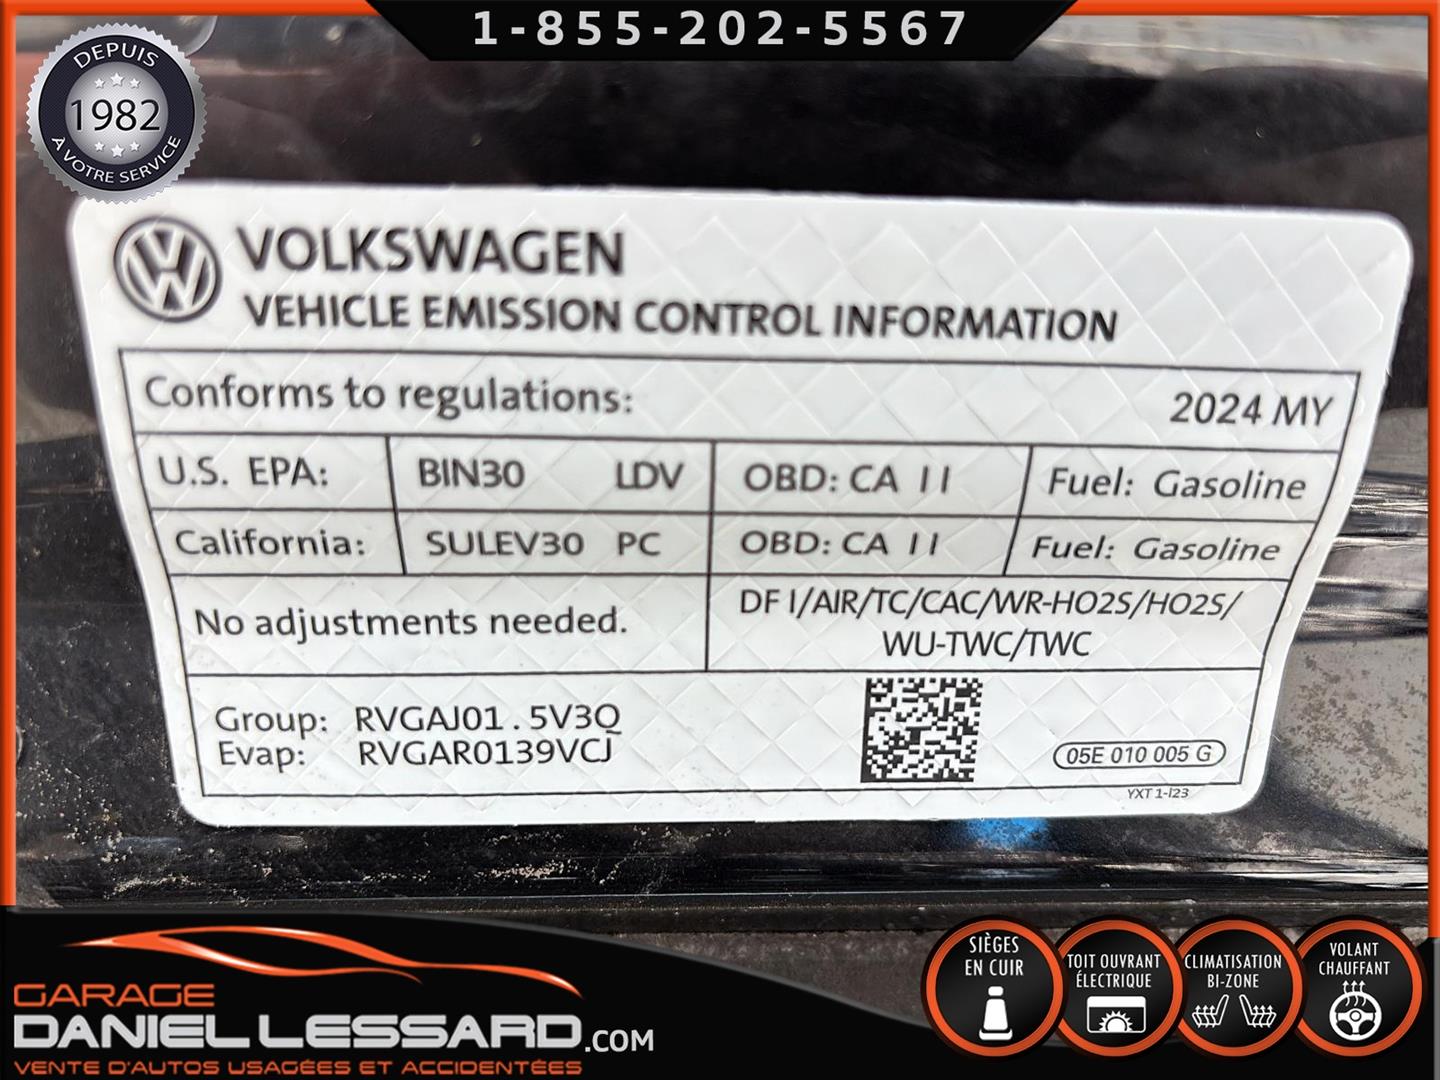 1-855-202-5567
DEPUIS
1982
À VOTRE SERVICE
VOLKSWAGEN
VEHICLE EMISSION CONTROL INFORMATION
Conforms to regulations: 2024 MY
U.S. EPA: BIN30 LDV OBD: CA II Fuel: Gasoline
California: SULEV30 PC OBD: CA II Fuel: Gasoline
No adjustments needed. DF I/AIR/TC/CAC/WR-HO2S/HO2S/
WU-TWC/TWC
Group: RVGAJ01.5V3Q
Evap: RVGAR0139VCJ
05E 010 005 G
YXT 1-I23
SIÈGES
EN CUIR
TOIT OUVRANT
ÉLECTRIQUE
CLIMATISATION
BI-ZONE
VOLANT
CHAUFFANT
GARAGE
DANIEL LESSARD.COM
VENTE D'AUTOS USAGÉES ET ACCIDENTÉES